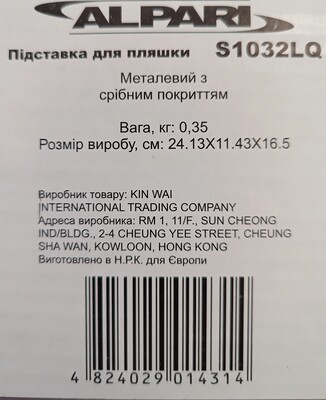 ALPARI
Підставка для пляшки S1032LQ
Металевий з
срібним покриттям
Вага, кг: 0,35
Розмір виробу, см: 24.13X11.43X16.5
Виробник товару: KIN WAI
INTERNATIONAL TRADING COMPANY
Адреса виробника: RM 1, 11/F., SUN CHEONG
IND/BLDG., 2-4 CHEUNG YEE STREET, CHEUNG
SHA WAN, KOWLOON, HONG KONG
Виготовлено в Н.Р.К. для Європи
4 824029 014314